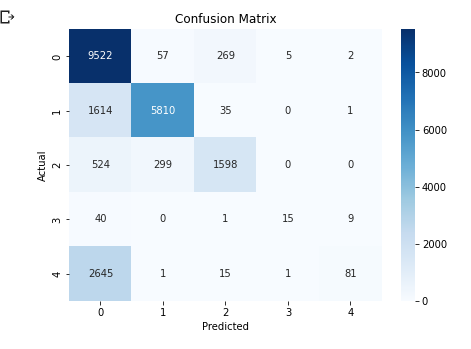 Confusion Matrix
0 9522 57 269 5 2
1 1614 5810 35 0 1
2 524 299 1598 0 0
3 40 0 1 15 9
4 2645 1 15 1 81
0 1 2 3 4
Predicted
Actual
8000
6000
4000
2000
0